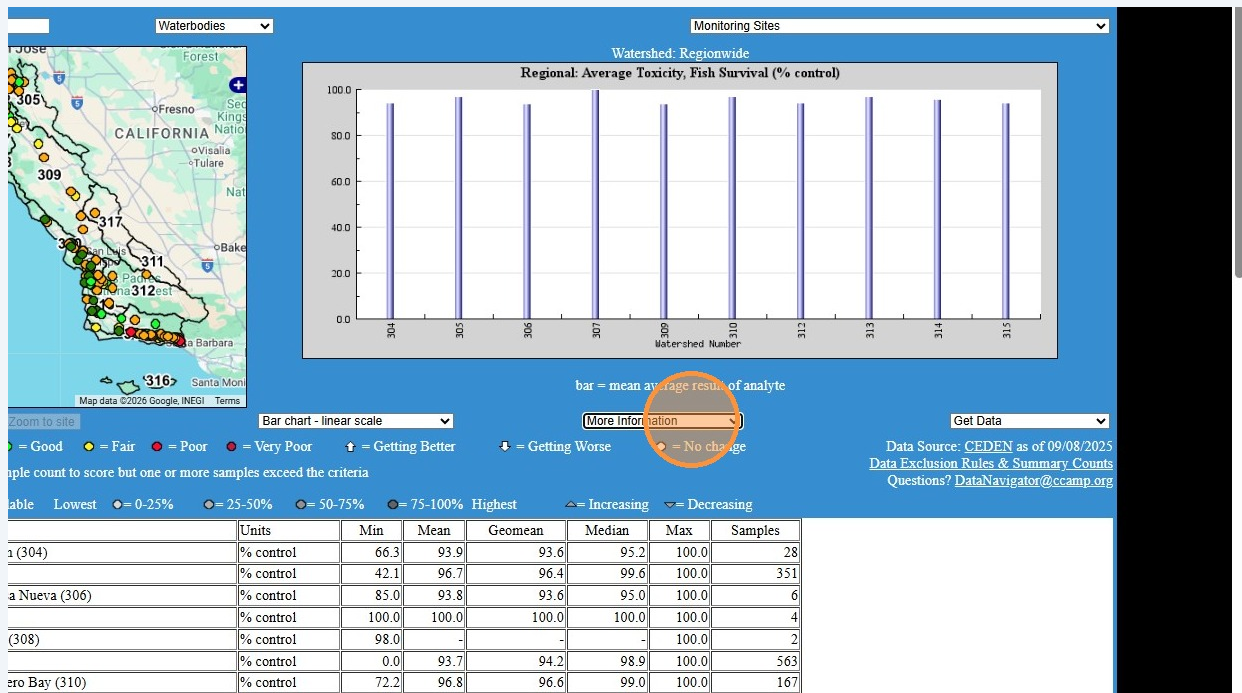 Waterbodies
Monitoring Sites
Watershed: Regionwide
Regional: Average Toxicity, Fish Survival (% control)
100.0
80.0
60.0
40.0
20.0
0.0
304 305 306 307 309 310 312 313 314 315
Watershed Number
bar = mean average result of analyte
Jose
Forest
5
305
5
Fresno
Kings
Natio
CALIFORNIA
Visalia
Tulare
309
Nat
317
San Luis
311
Bake
5
Padres
312
est
Barbara
316
Santa Moni
Map data ©2026 Google, INEGI Terms
Zoom to site
Bar chart - linear scale
More Information
Get Data
= Good = Fair = Poor = Very Poor = Getting Better = Getting Worse = No change
Data Source: CEDEN as of 09/08/2025
mple count to score but one or more samples exceed the criteria
Data Exclusion Rules & Summary Counts
Questions? DataNavigator@ccamp.org
lable Lowest = 0-25% = 25-50% = 50-75% = 75-100% Highest = Increasing = Decreasing
Units Min Mean Geomean Median Max Samples
(304) % control 66.3 93.9 93.6 95.2 100.0 28
% control 42.1 96.7 96.4 99.6 100.0 351
a Nueva (306) % control 85.0 93.8 93.6 95.0 100.0 6
% control 100.0 100.0 100.0 100.0 100.0 4
(308) % control 98.0 - - - 100.0 2
% control 0.0 93.7 94.2 98.9 100.0 563
ero Bay (310) % control 72.2 96.8 96.6 99.0 100.0 167